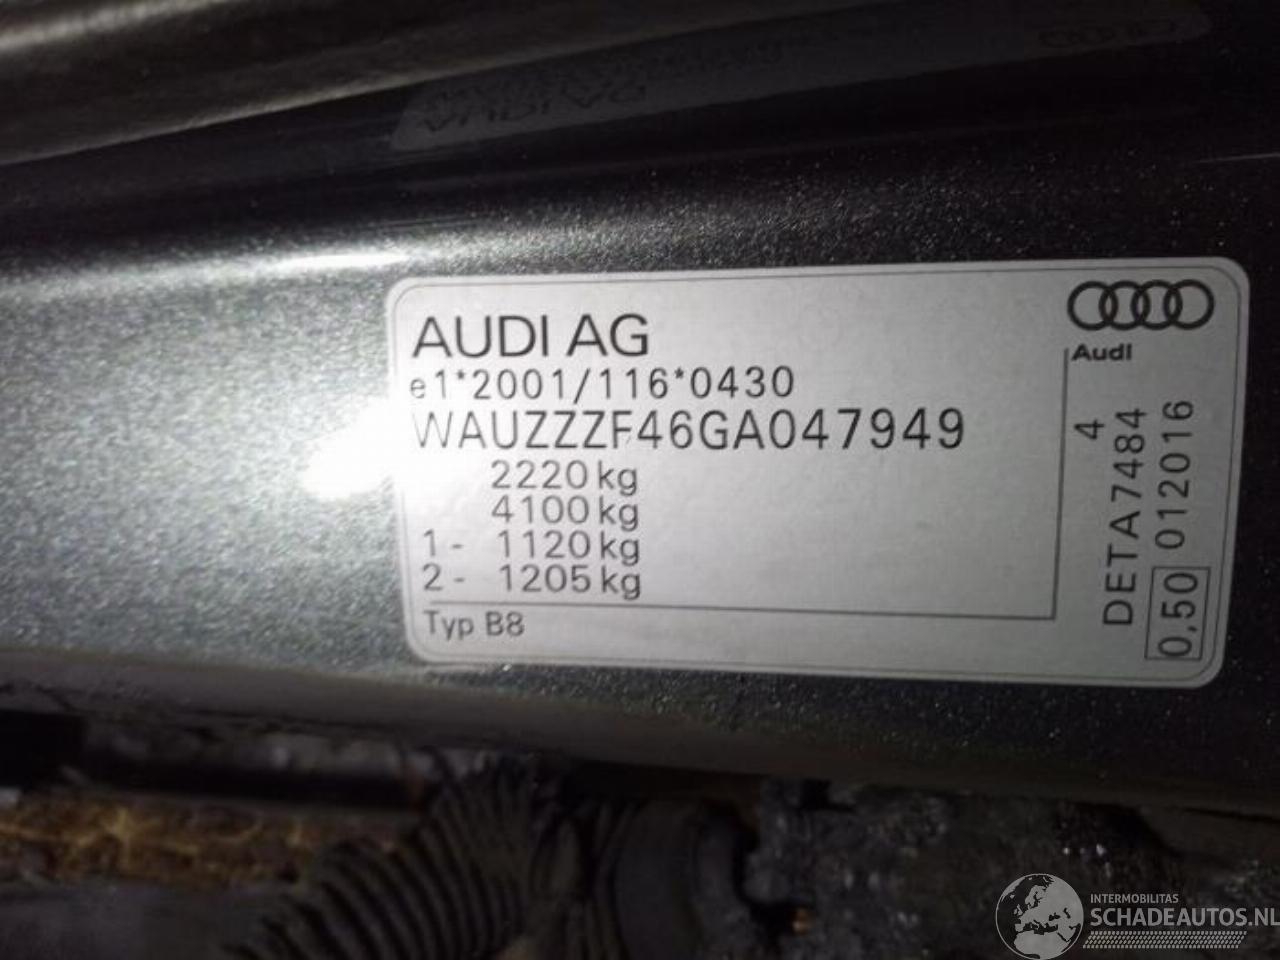 AUDI AG
e1*2001/116*0430
WAUZZZF46GA047949
2220 kg
4100 kg
1 - 1120 kg
2 - 1205 kg
Typ B8
Audi
4
DETA7484
0,50 012016
INTERMOBILITAS
SCHADEAUTOS.NL